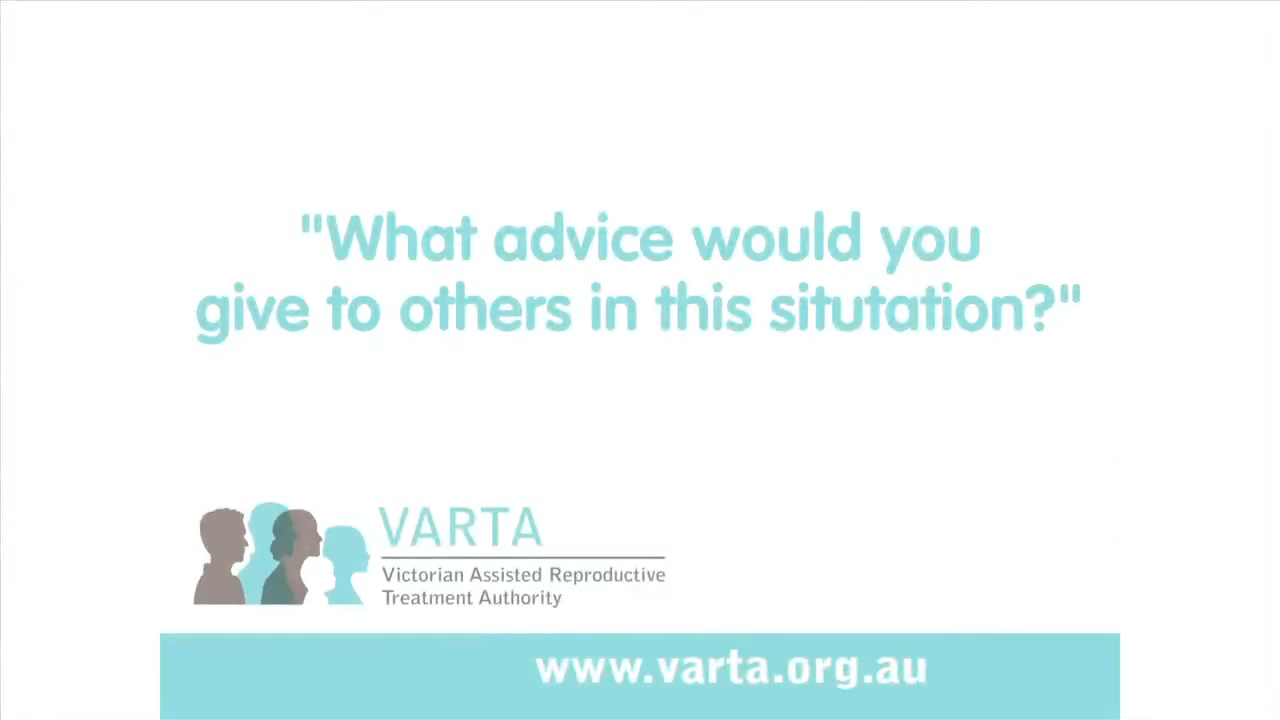 "What advice would you
give to others in this situtation?"
VARTA
Victorian Assisted Reproductive
Treatment Authority
www.varta.org.au